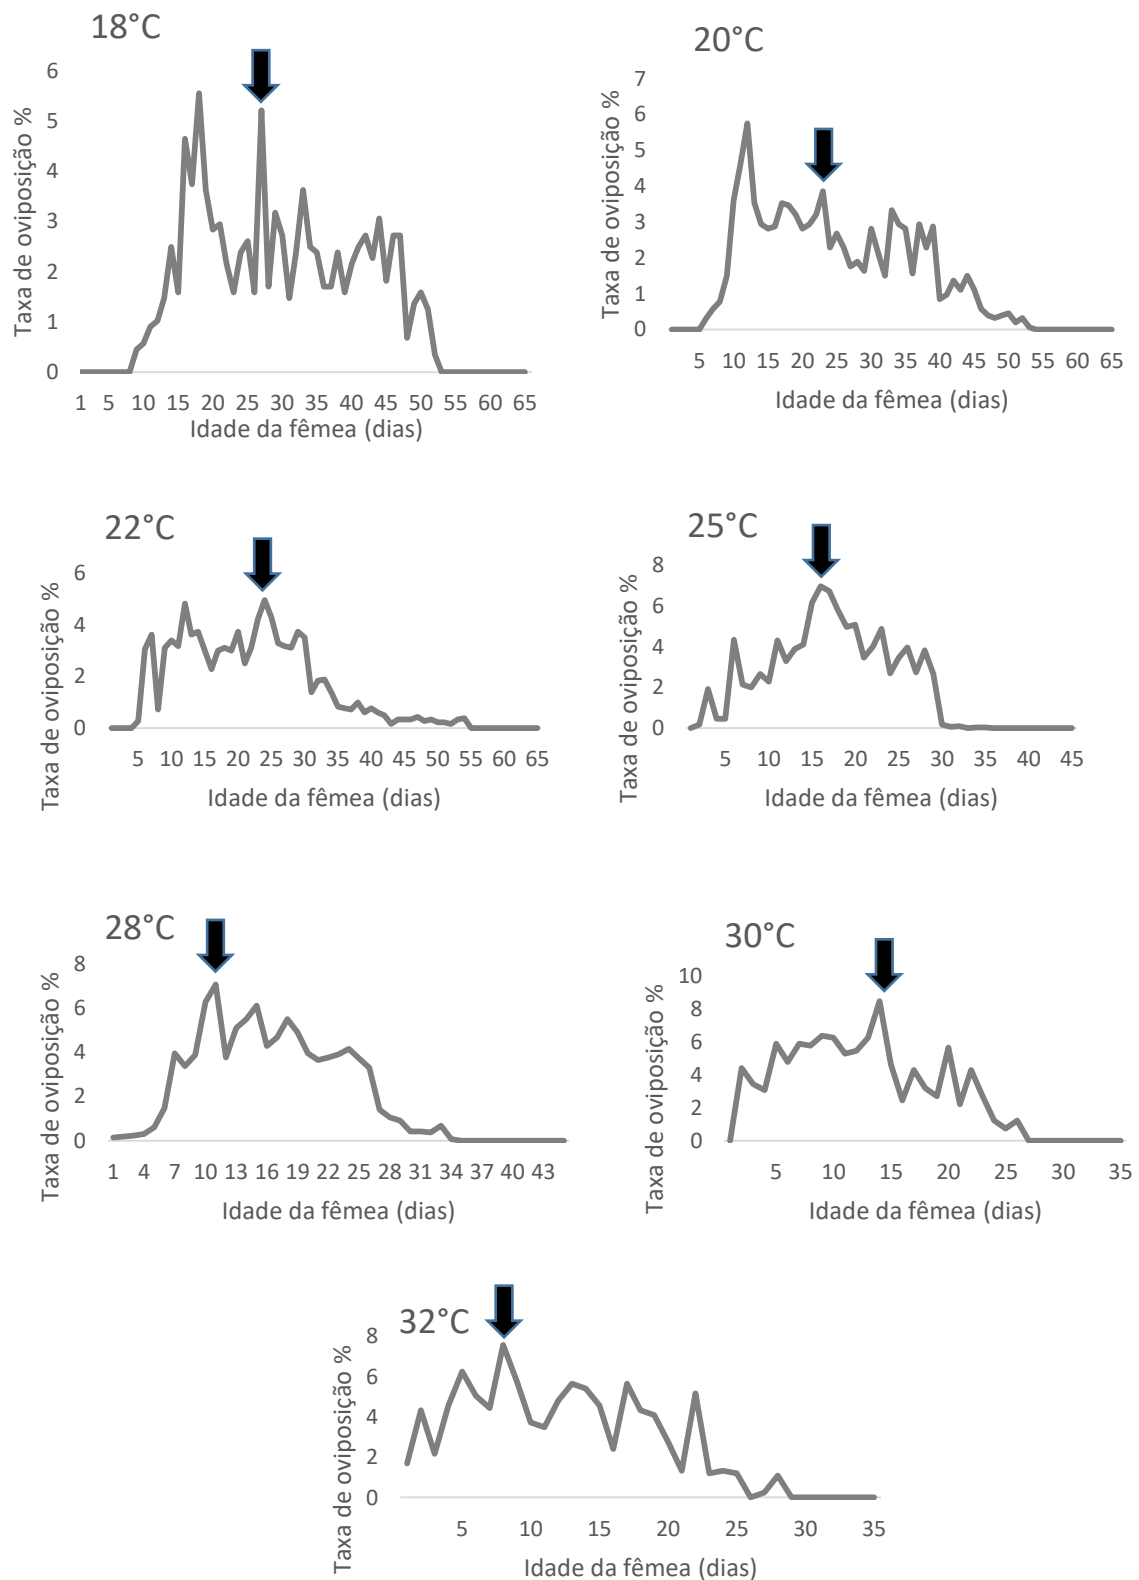 18°C
6
5
4
3
2
1
0
Taxa de oviposição %
1 5 10 15 20 25 30 35 40 45 50 55 60 65
Idade da fêmea (dias)
20°C
7
6
5
4
3
2
1
0
Taxa de oviposição %
5 10 15 20 25 30 35 40 45 50 55 60 65
Idade da fêmea (dias)
22°C
6
4
2
0
Taxa de oviposição %
5 10 15 20 25 30 35 40 45 50 55 60 65
Idade da fêmea (dias)
25°C
8
6
4
2
0
Taxa de oviposição %
5 10 15 20 25 30 35 40 45
Idade da fêmea (dias)
28°C
8
6
4
2
0
Taxa de oviposição %
1 4 7 10 13 16 19 22 25 28 31 34 37 40 43
Idade da fêmea (dias)
30°C
10
8
6
4
2
0
Taxa de oviposição %
5 10 15 20 25 30 35
Idade da fêmea (dias)
32°C
8
6
4
2
0
Taxa de oviposição %
5 10 15 20 25 30 35
Idade da fêmea (dias)